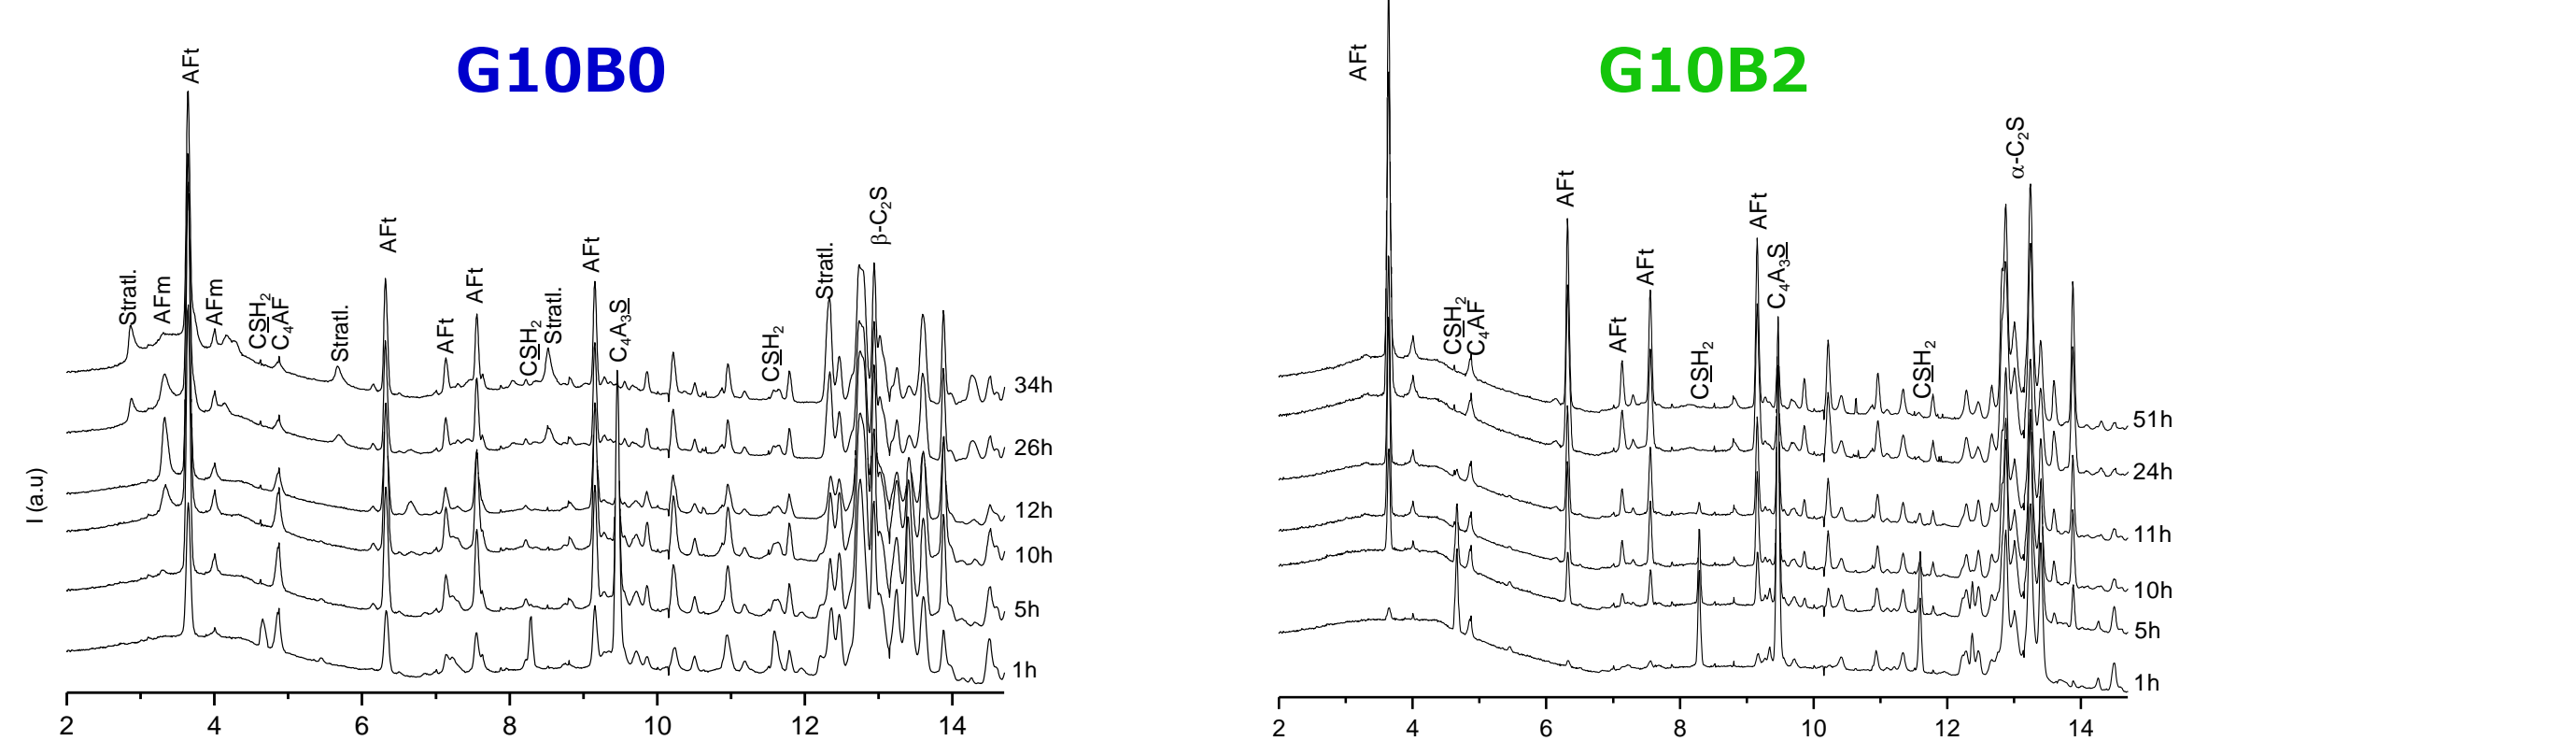 G10B0
AFt
Stratl.
AFm
AFm
CSH2
C4AF
Stratl.
AFt
AFt
AFt
CSH2
Stratl.
AFt
C4A3S
CSH2
Stratl.
β-C2S
34h
26h
12h
10h
5h
1h
I (a.u)
2 4 6 8 10 12 14
G10B2
AFt
CSH2
C4AF
AFt
AFt
AFt
CSH2
AFt
C4A3S
CSH2
α-C2S
51h
24h
11h
10h
5h
1h
2 4 6 8 10 12 14